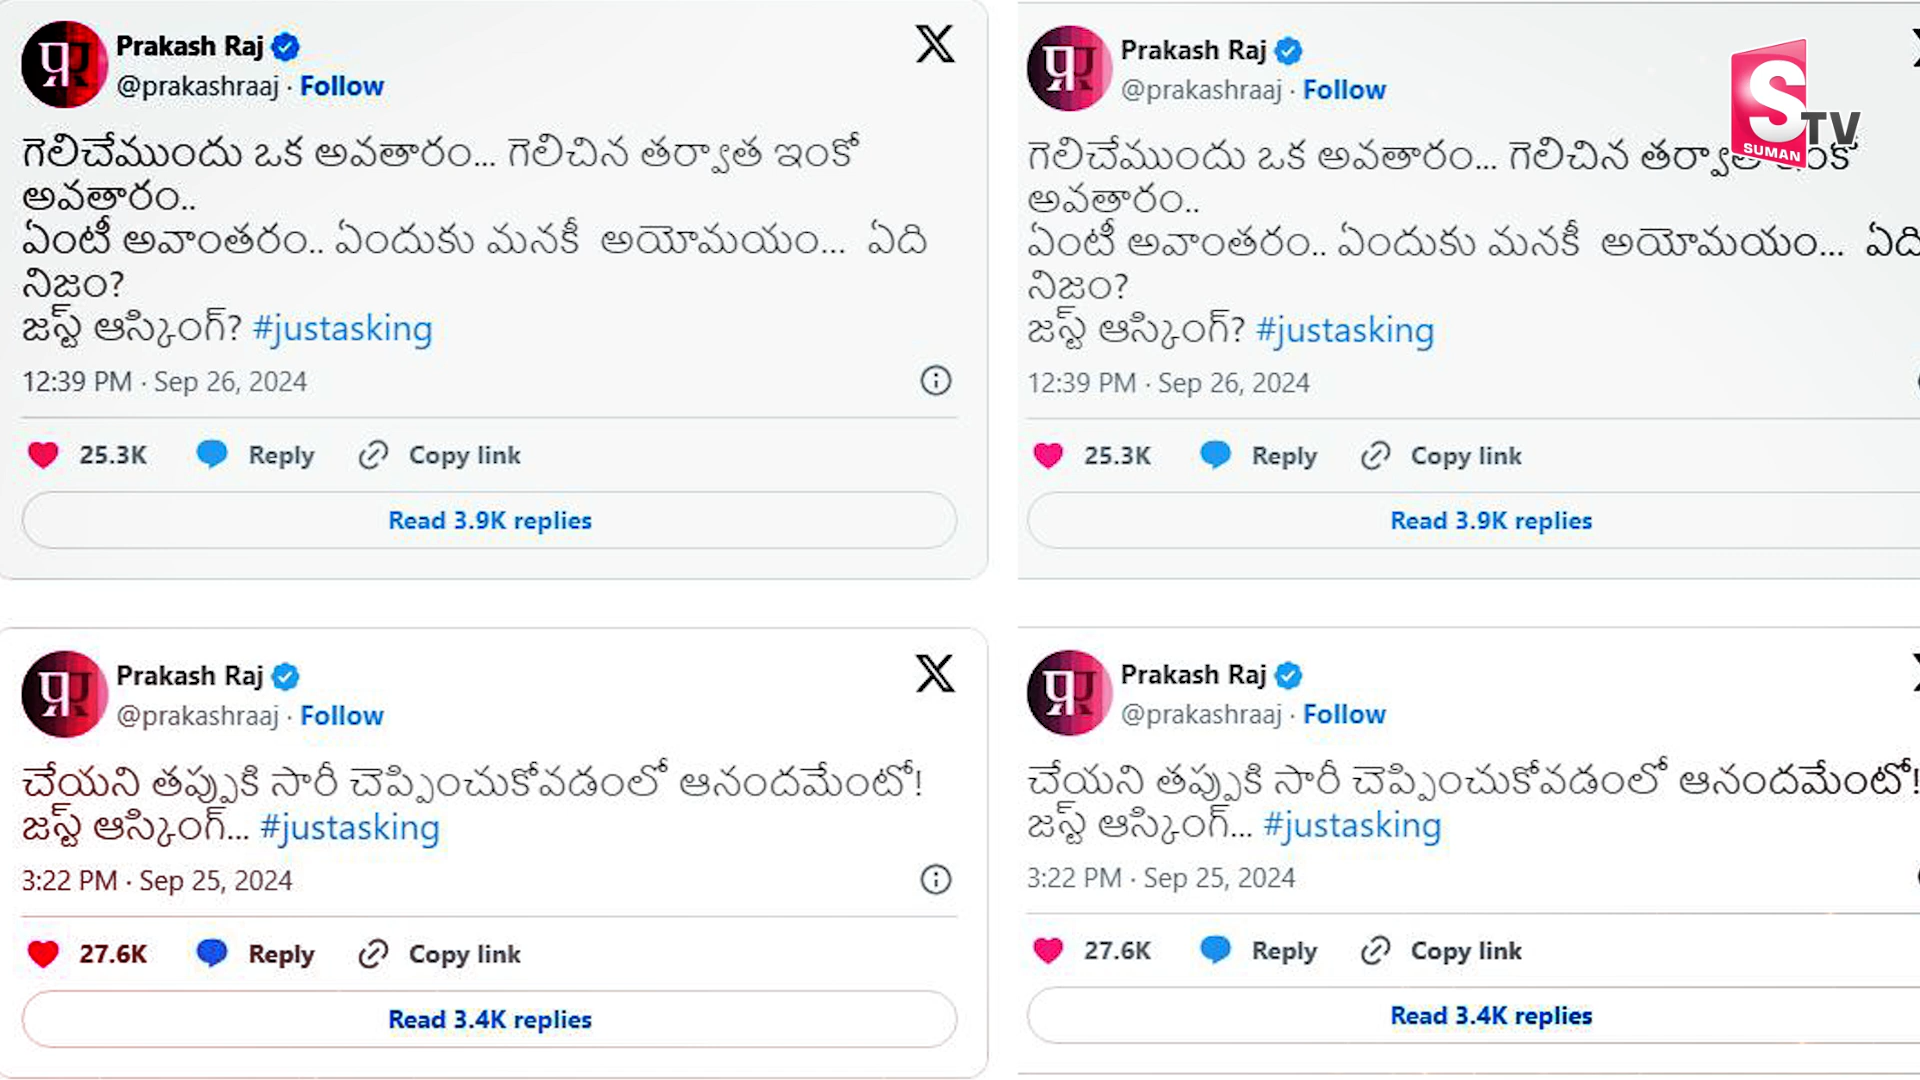 Prakash Raj
@prakashraaj · Follow
గెలిచేముందు ఒక అవతారం... గెలిచిన తర్వాత ఇంకో
అవతారం..
ఏంటీ అవాంతరం.. ఏందుకు మనకీ అయోమయం... ఏది
నిజం?
జస్ట్ ఆస్కింగ్? #justasking
12:39 PM · Sep 26, 2024
25.3K Reply Copy link
Read 3.9K replies
Prakash Raj
@prakashraaj · Follow
గెలిచేముందు ఒక అవతారం... గెలిచిన తర్వాత ఇంకో
అవతారం..
ఏంటీ అవాంతరం.. ఏందుకు మనకీ అయోమయం... ఏది
నిజం?
జస్ట్ ఆస్కింగ్? #justasking
12:39 PM · Sep 26, 2024
25.3K Reply Copy link
Read 3.9K replies
S TV
SUMAN
Prakash Raj
@prakashraaj · Follow
చేయని తప్పుకి సారీ చెప్పించుకోవడంలో ఆనందమేంటో!
జస్ట్ ఆస్కింగ్... #justasking
3:22 PM · Sep 25, 2024
27.6K Reply Copy link
Read 3.4K replies
Prakash Raj
@prakashraaj · Follow
చేయని తప్పుకి సారీ చెప్పించుకోవడంలో ఆనందమేంటో!
జస్ట్ ఆస్కింగ్... #justasking
3:22 PM · Sep 25, 2024
27.6K Reply Copy link
Read 3.4K replies